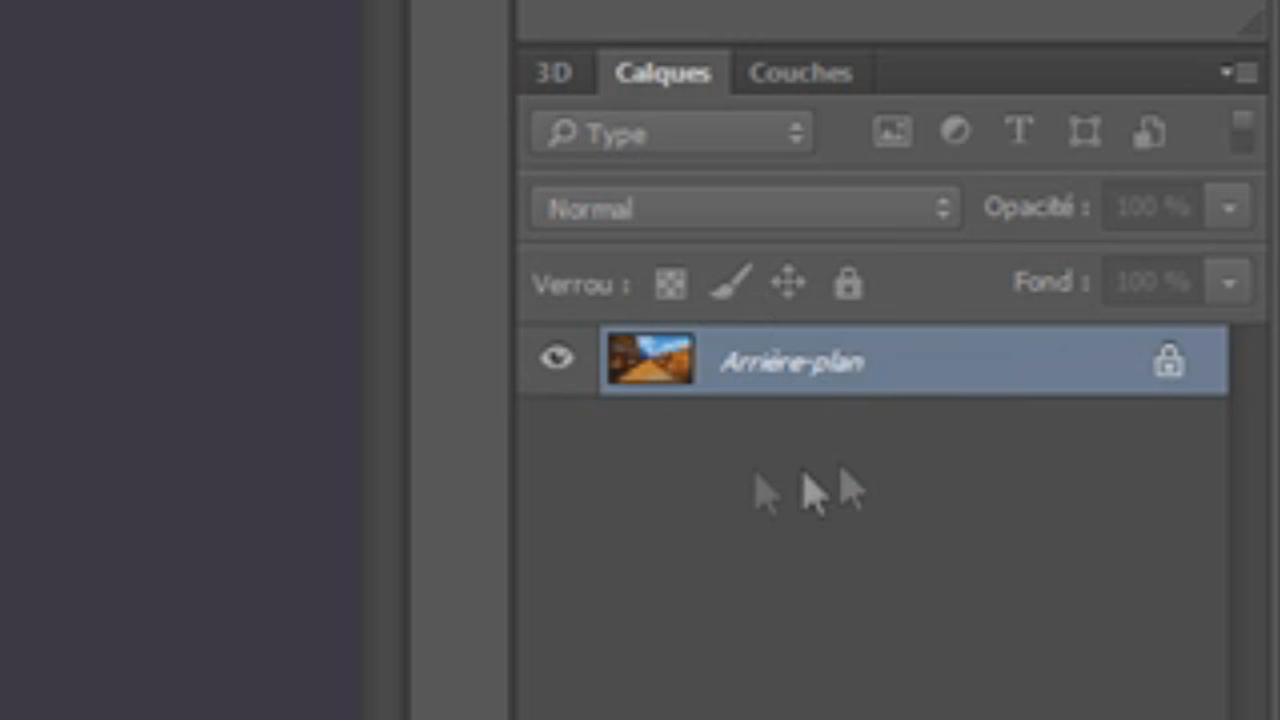 3D Calques Couches
Type T
Normal Opacité : 100 %
Verrou : Fond : 100 %
Arrière-plan